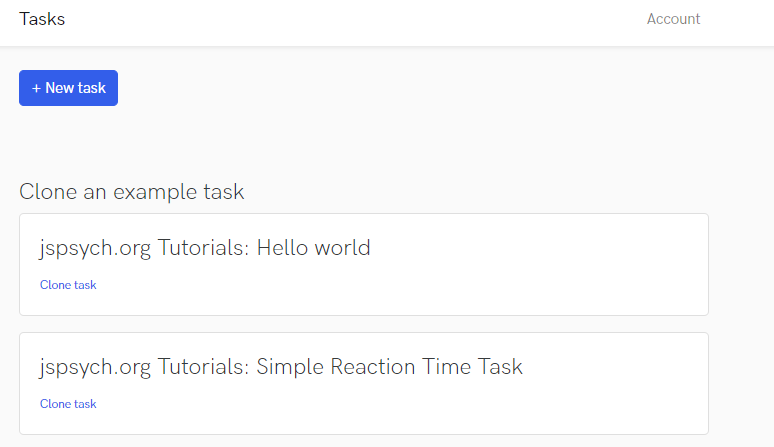 Tasks
Account
+ New task
Clone an example task
jspsych.org Tutorials: Hello world
Clone task
jspsych.org Tutorials: Simple Reaction Time Task
Clone task